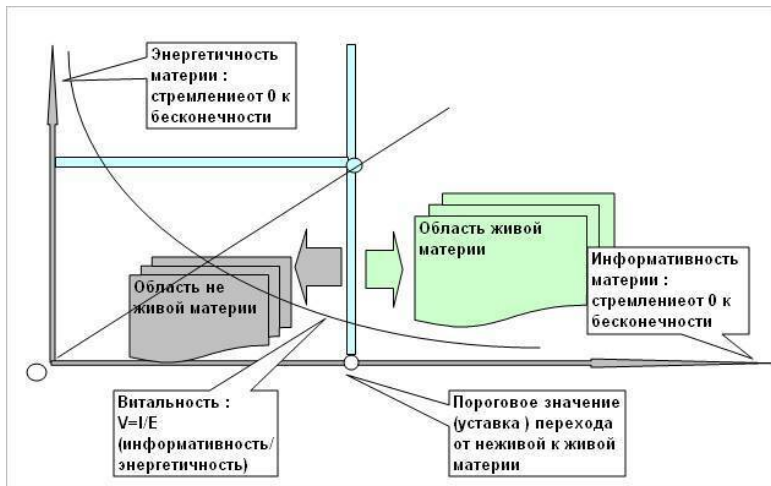 Энергетичность
материи :
стремлениеот 0 к
бесконечности
Область живой
материи
Информативность
материи :
стремлениеот 0 к
бесконечности
Область не
живой материи
Витальность :
V=I/E
(информативность/
энергетичность)
Пороговое значение
(уставка ) перехода
от неживой к живой
материи